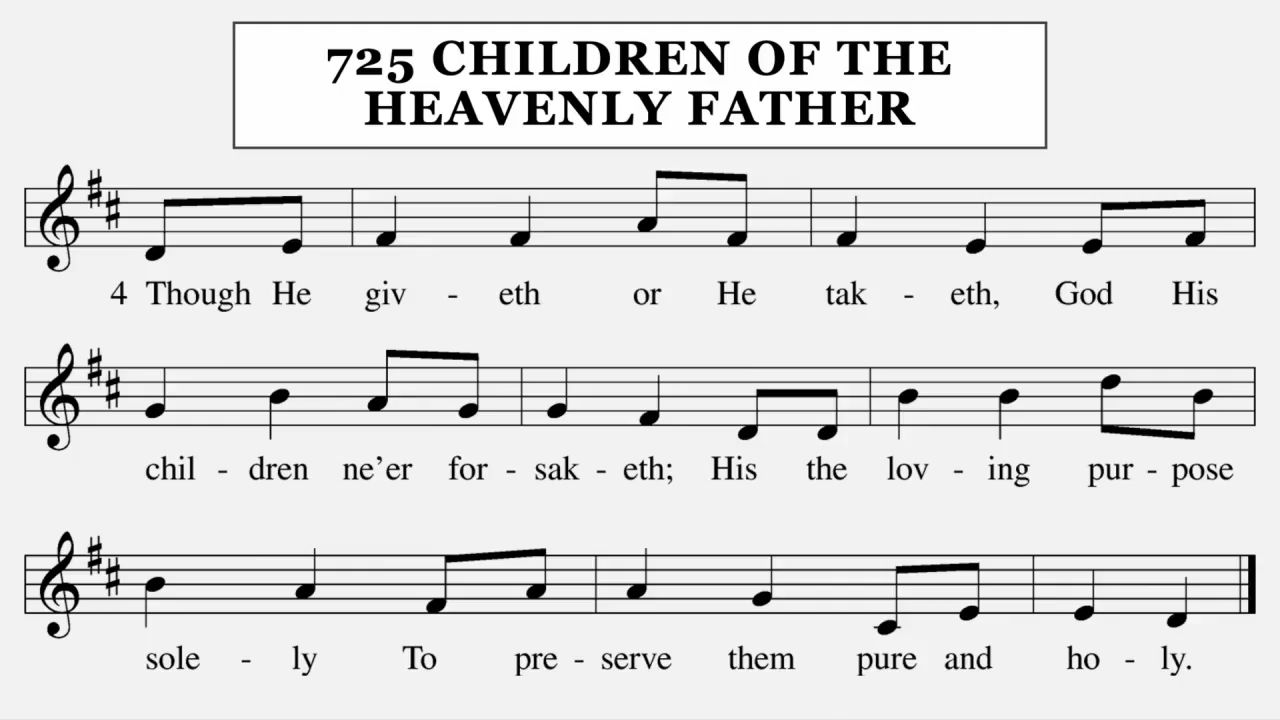 725 CHILDREN OF THE
HEAVENLY FATHER
4 Though He giv - eth or He tak - eth, God His
chil - dren ne’er for - sak - eth; His the lov - ing pur - pose
sole - ly To pre - serve them pure and ho - ly.